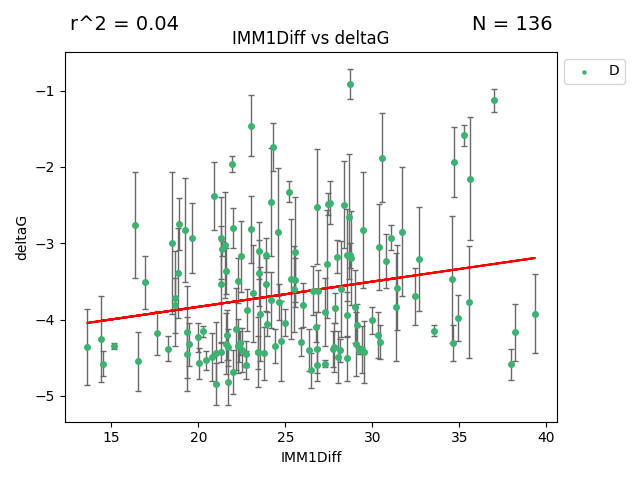 r^2 = 0.04 N = 136
IMM1Diff vs deltaG
D
deltaG
−1
−2
−3
−4
−5
15 20 25 30 35 40
IMM1Diff